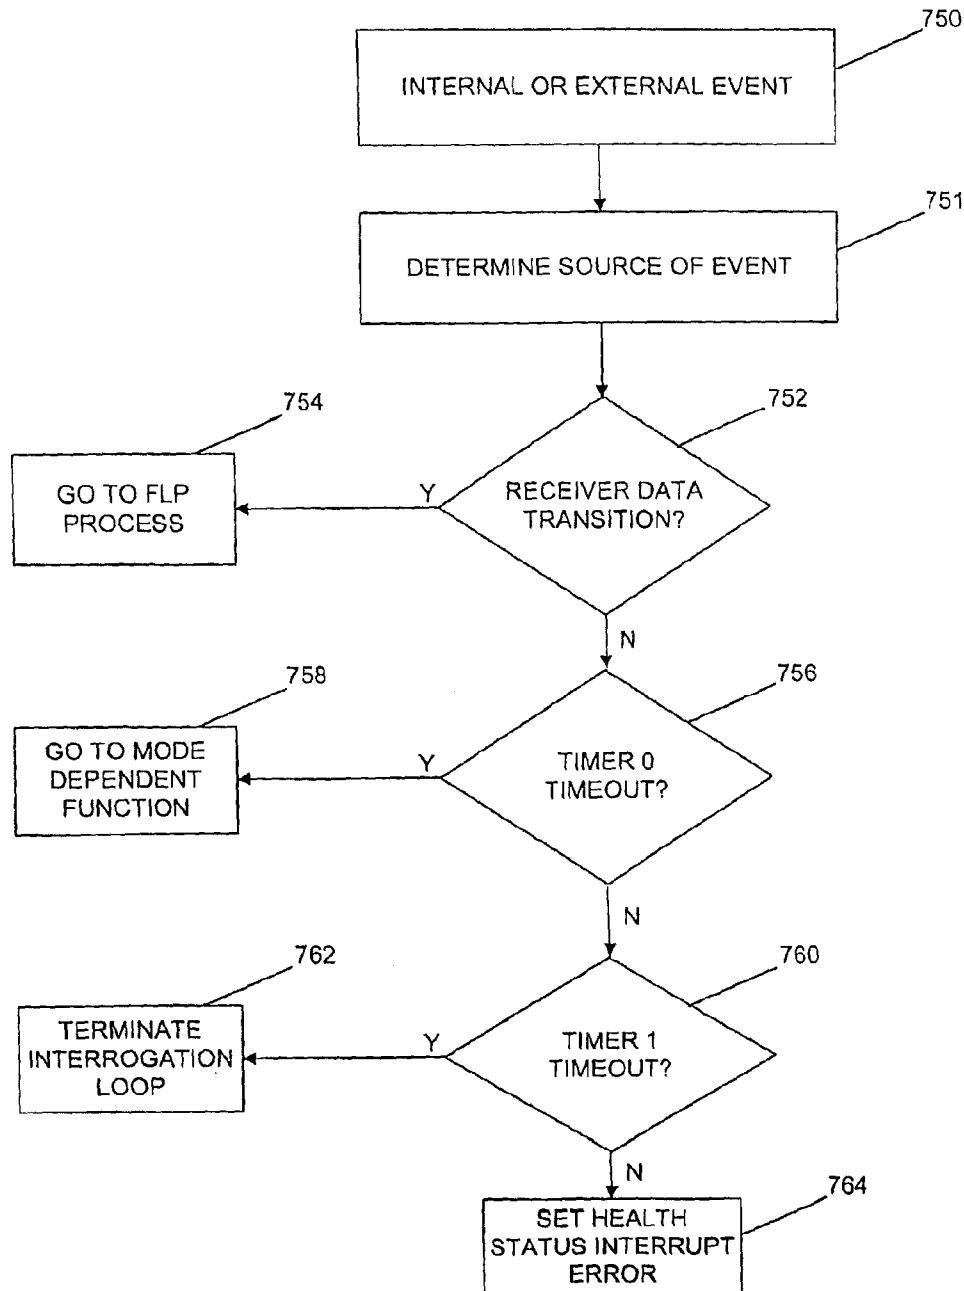 750
INTERNAL OR EXTERNAL EVENT
751
DETERMINE SOURCE OF EVENT
752
RECEIVER DATA
TRANSITION?
Y
754
GO TO FLP
PROCESS
N
756
TIMER 0
TIMEOUT?
Y
758
GO TO MODE
DEPENDENT
FUNCTION
N
760
TIMER 1
TIMEOUT?
Y
762
TERMINATE
INTERROGATION
LOOP
N
764
SET HEALTH
STATUS INTERRUPT
ERROR